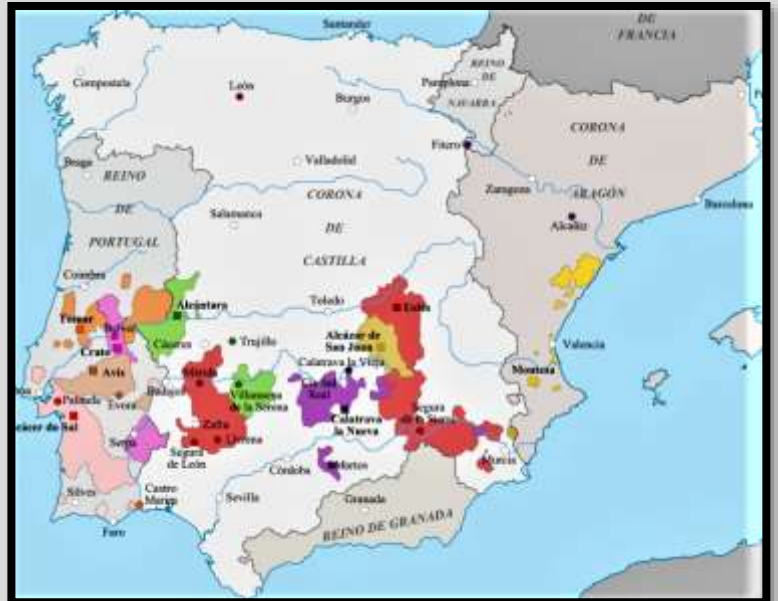 Santander
DE
FRANCIA
Compostela
León
Burgos
Pamplona
REINO
DE
NAVARRA
CORONA
DE
ARAGÓN
Fitero
Braga
REINO
DE
PORTUGAL
Valladolid
CORONA
DE
CASTILLA
Zaragoza
Barcelona
Salamanca
Alcañiz
Coimbra
Toledo
Alcántara
Tomar
Belver
Crato
Cáceres
Trujillo
Uclés
Alcázar de
San Juan
Valencia
Calatrava la Vieja
Avis
Mérida
Badajoz
Villanueva
de la Serena
Ciudad
Real
Montesa
Palmela
Evora
Calatrava
la Nueva
Segura
de la Sierra
Zafra
Llerena
Serpa
Segura
de León
Córdoba
Martos
Murcia
Silves
Castro
Marim
Sevilla
Granada
Faro
REINO DE GRANADA